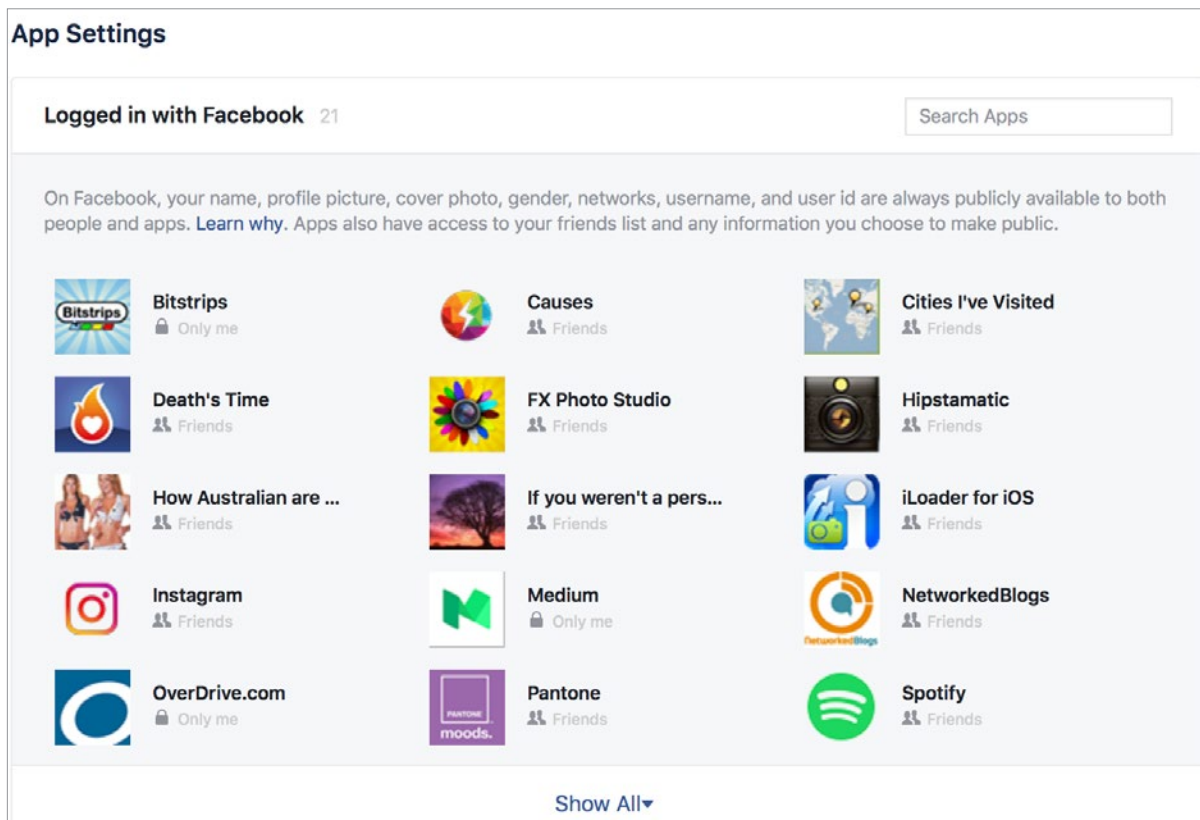 App Settings
Logged in with Facebook 21
Search Apps
On Facebook, your name, profile picture, cover photo, gender, networks, username, and user id are always publicly available to both
people and apps. Learn why. Apps also have access to your friends list and any information you choose to make public.
Bitstrips
Bitstrips
Only me
Causes
Friends
Cities I've Visited
Friends
Death's Time
Friends
FX Photo Studio
Friends
Hipstamatic
Friends
How Australian are ...
Friends
If you weren't a pers...
Friends
iLoader for iOS
Friends
Instagram
Friends
Medium
Only me
NetworkedBlogs
NetworkedBlogs
Friends
OverDrive.com
Only me
PANTONE
moods.
Pantone
Friends
Spotify
Friends
Show All